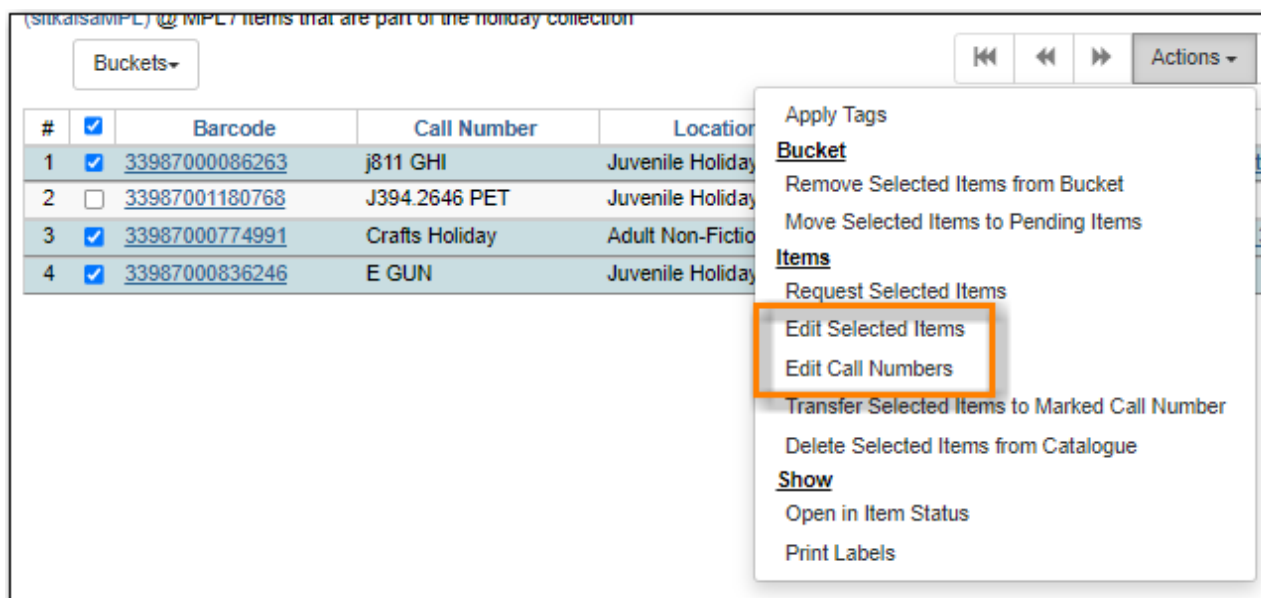 (sitkalsaMPL) @ MPL / Items that are part of the holiday collection
Buckets
Actions
# Barcode Call Number Location
1 33987000086263 j811 GHI Juvenile Holiday
2 33987001180768 J394.2646 PET Juvenile Holiday
3 33987000774991 Crafts Holiday Adult Non-Fictio
4 33987000836246 E GUN Juvenile Holiday
Apply Tags
Bucket
Remove Selected Items from Bucket
Move Selected Items to Pending Items
Items
Request Selected Items
Edit Selected Items
Edit Call Numbers
Transfer Selected Items to Marked Call Number
Delete Selected Items from Catalogue
Show
Open in Item Status
Print Labels